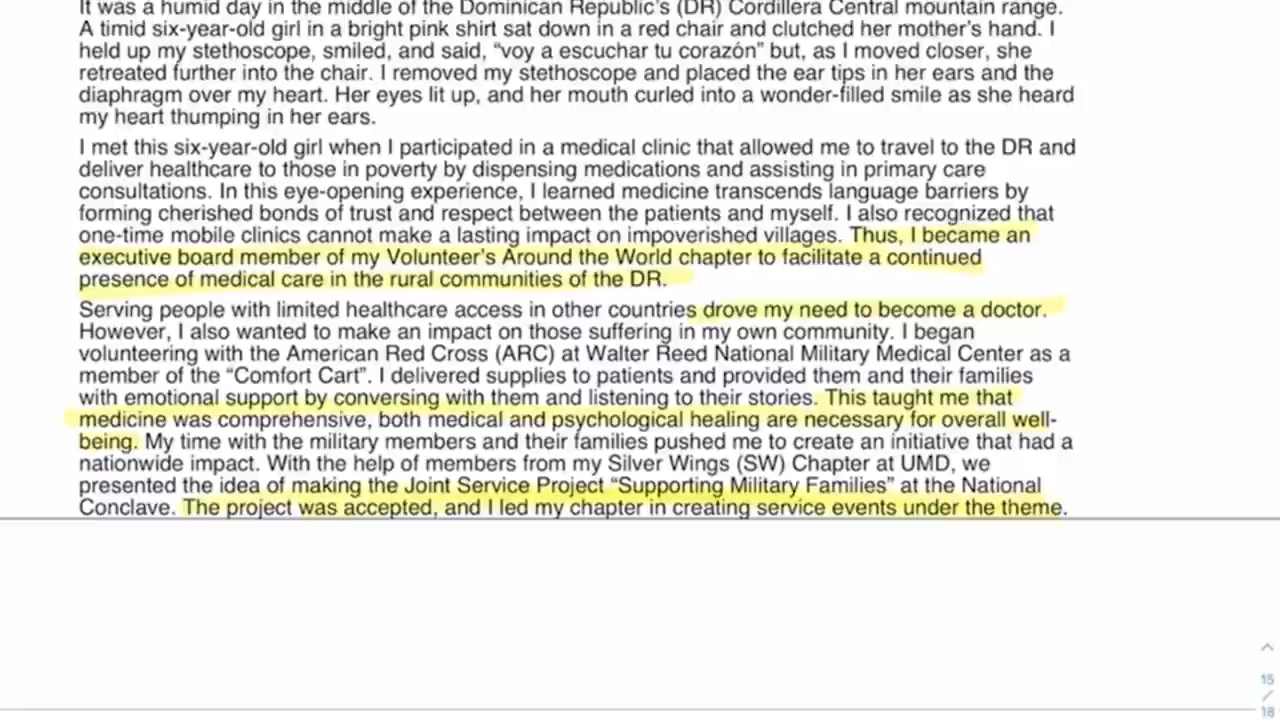 It was a humid day in the middle of the Dominican Republic's (DR) Cordillera Central mountain range.
A timid six-year-old girl in a bright pink shirt sat down in a red chair and clutched her mother's hand. I
held up my stethoscope, smiled, and said, “voy a escuchar tu corazón” but, as I moved closer, she
retreated further into the chair. I removed my stethoscope and placed the ear tips in her ears and the
diaphragm over my heart. Her eyes lit up, and her mouth curled into a wonder-filled smile as she heard
my heart thumping in her ears.
I met this six-year-old girl when I participated in a medical clinic that allowed me to travel to the DR and
deliver healthcare to those in poverty by dispensing medications and assisting in primary care
consultations. In this eye-opening experience, I learned medicine transcends language barriers by
forming cherished bonds of trust and respect between the patients and myself. I also recognized that
one-time mobile clinics cannot make a lasting impact on impoverished villages. Thus, I became an
executive board member of my Volunteer's Around the World chapter to facilitate a continued
presence of medical care in the rural communities of the DR.
Serving people with limited healthcare access in other countries drove my need to become a doctor.
However, I also wanted to make an impact on those suffering in my own community. I began
volunteering with the American Red Cross (ARC) at Walter Reed National Military Medical Center as a
member of the “Comfort Cart”. I delivered supplies to patients and provided them and their families
with emotional support by conversing with them and listening to their stories. This taught me that
medicine was comprehensive, both medical and psychological healing are necessary for overall well-
being. My time with the military members and their families pushed me to create an initiative that had a
nationwide impact. With the help of members from my Silver Wings (SW) Chapter at UMD, we
presented the idea of making the Joint Service Project “Supporting Military Families” at the National
Conclave. The project was accepted, and I led my chapter in creating service events under the theme.
15
/
18